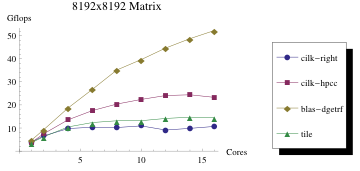 8192x8192 Matrix
Gflops
50
40
30
20
10
5
10
15
Cores
cilk-right
cilk-hpcc
blas-dgetrf
tile